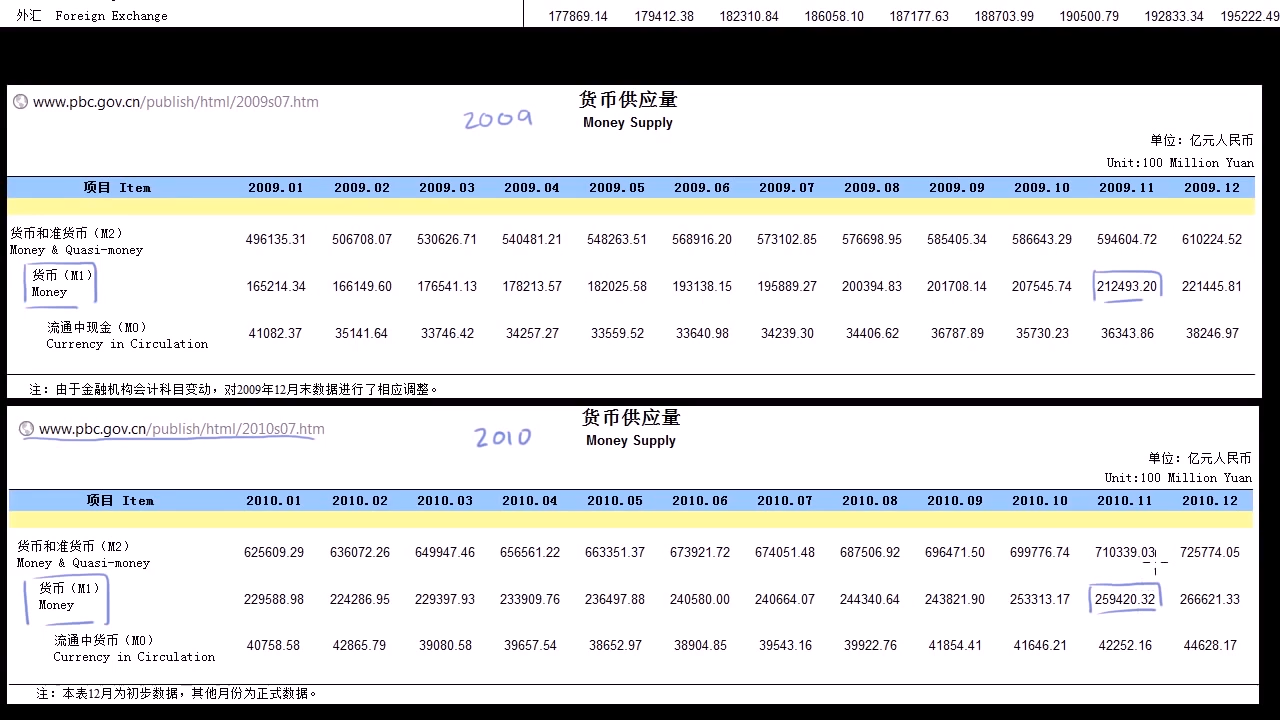 外汇 Foreign Exchange 177869.14 179412.38 182310.84 186058.10 187177.63 188703.99 190500.79 192833.34 195222.49
www.pbc.gov.cn/publish/html/2009s07.htm
2009
货币供应量
Money Supply
单位：亿元人民币
Unit:100 Million Yuan
项目 Item 2009.01 2009.02 2009.03 2009.04 2009.05 2009.06 2009.07 2009.08 2009.09 2009.10 2009.11 2009.12
货币和准货币（M2）
Money & Quasi-money 496135.31 506708.07 530626.71 540481.21 548263.51 568916.20 573102.85 576698.95 585405.34 586643.29 594604.72 610224.52
货币（M1）
Money 165214.34 166149.60 176541.13 178213.57 182025.58 193138.15 195889.27 200394.83 201708.14 207545.74 212493.20 221445.81
流通中现金（M0）
Currency in Circulation 41082.37 35141.64 33746.42 34257.27 33559.52 33640.98 34239.30 34406.62 36787.89 35730.23 36343.86 38246.97
注：由于金融机构会计科目变动，对2009年12月末数据进行了相应调整。
www.pbc.gov.cn/publish/html/2010s07.htm
2010
货币供应量
Money Supply
单位：亿元人民币
Unit:100 Million Yuan
项目 Item 2010.01 2010.02 2010.03 2010.04 2010.05 2010.06 2010.07 2010.08 2010.09 2010.10 2010.11 2010.12
货币和准货币（M2）
Money & Quasi-money 625609.29 636072.26 649947.46 656561.22 663351.37 673921.72 674051.48 687506.92 696471.50 699776.74 710339.03 725774.05
货币（M1）
Money 229588.98 224286.95 229397.93 233909.76 236497.88 240580.00 240664.07 244340.64 243821.90 253313.17 259420.32 266621.33
流通中货币（M0）
Currency in Circulation 40758.58 42865.79 39080.58 39657.54 38652.97 38904.85 39543.16 39922.76 41854.41 41646.21 42252.16 44628.17
注：本表12月为初步数据，其他月份为正式数据。